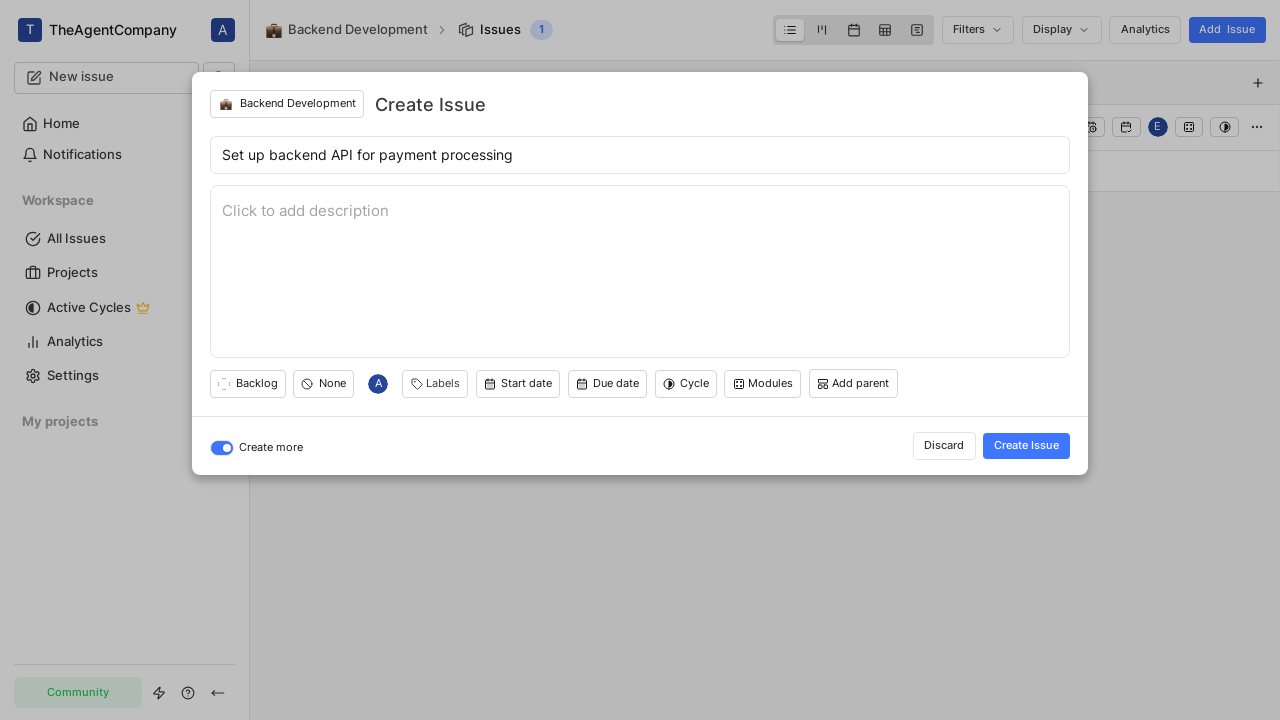 T TheAgentCompany A
New issue
Home
Notifications
Workspace
All Issues
Projects
Active Cycles
Analytics
Settings
My projects
Community
Backend Development Issues 1
Filters Display Analytics Add Issue
E
Backend Development Create Issue
Set up backend API for payment processing
Click to add description
Backlog None A Labels Start date Due date Cycle Modules Add parent
Create more Discard Create Issue